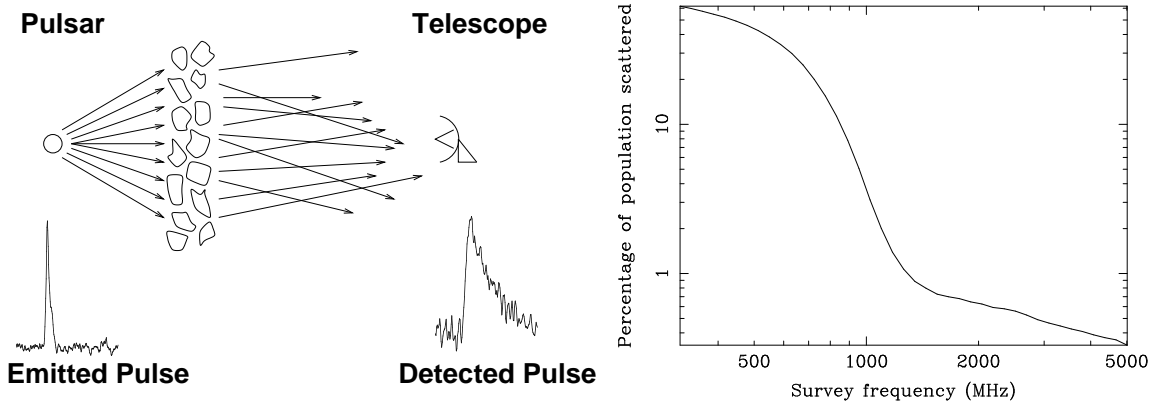 Pulsar
Telescope
Emitted Pulse
Detected Pulse
Percentage of population scattered
10
1
500
1000
2000
5000
Survey frequency (MHz)